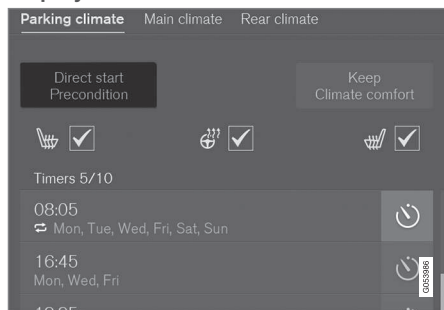 Parking climate Main climate Rear climate
Direct start
Precondition
Keep
Climate comfort
Timers 5/10
08:05
Mon, Tue, Wed, Fri, Sat, Sun
16:45
Mon, Wed, Fri
G053986